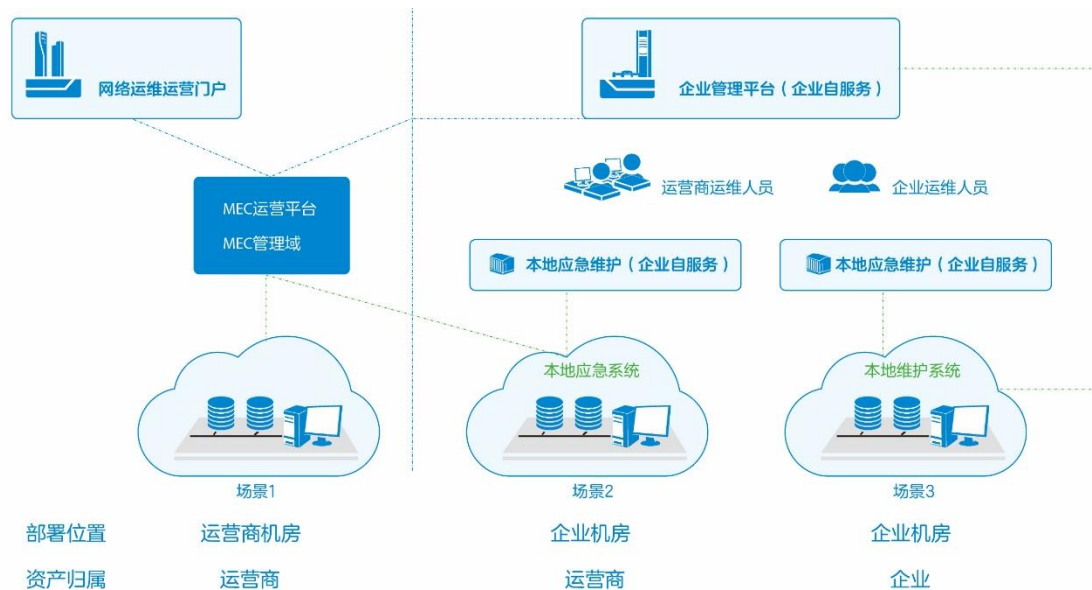 网络运维运营门户
企业管理平台（企业自服务）
运营商运维人员
企业运维人员
MEC运营平台
MEC管理域
本地应急维护（企业自服务）
本地应急维护（企业自服务）
本地应急系统
本地维护系统
场景1
场景2
场景3
部署位置 运营商机房 企业机房 企业机房
资产归属 运营商 运营商 企业